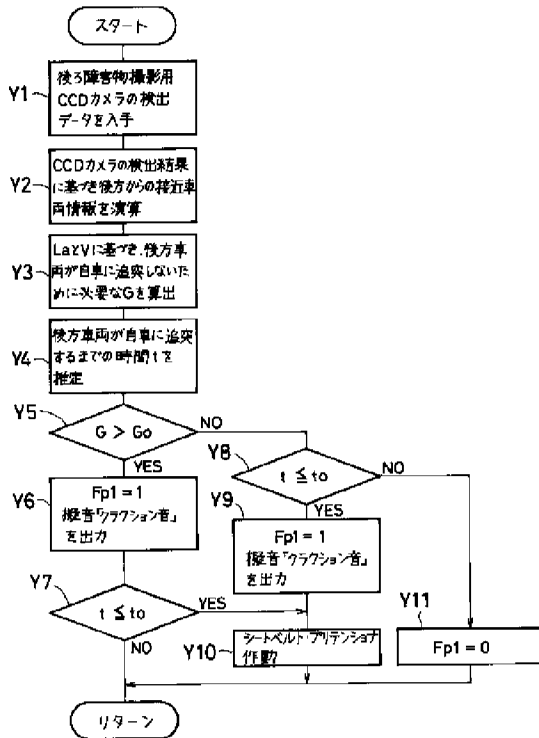 スタート
Y1
後ろ障害物撮影用
CCDカメラの検出
データを入手
Y2
CCDカメラの検出結果
に基づき後方からの接近車
両情報を演算
Y3
LaとVに基づき、後方車
両が自車に追突しないた
めに必要なGを算出
Y4
後方車両が自車に追突
するまでの時間tを
推定
Y5
G > Go
NO
YES
Y8
t ≦ to
NO
YES
Y6
Fp1 = 1
擬音「クラクション音」
を出力
Y9
Fp1 = 1
擬音「クラクション音」
を出力
Y7
t ≦ to
YES
NO
Y10
シートベルト・プリテンショナ
作動
Y11
Fp1 = 0
リターン